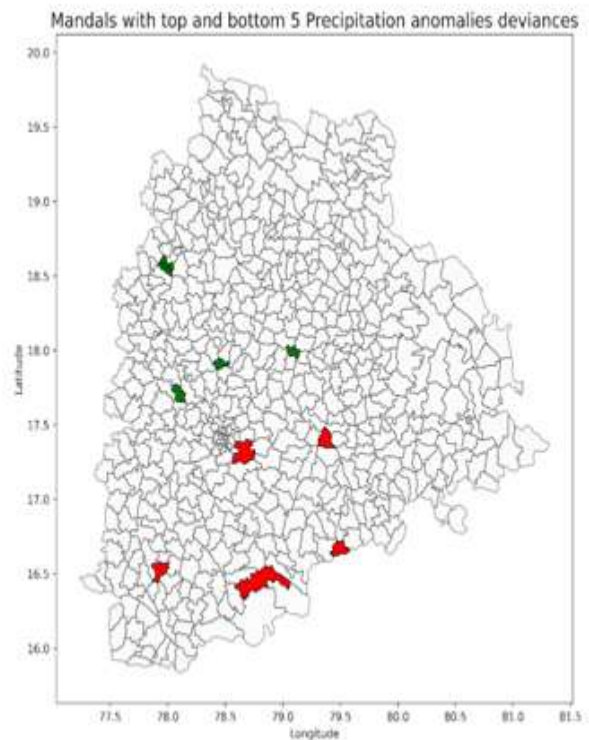 Mandals with top and bottom 5 Precipitation anomalies deviances
20.0
19.5
19.0
18.5
18.0
17.5
17.0
16.5
16.0
Latitude
77.5 78.0 78.5 79.0 79.5 80.0 80.5 81.0 81.5
Longitude